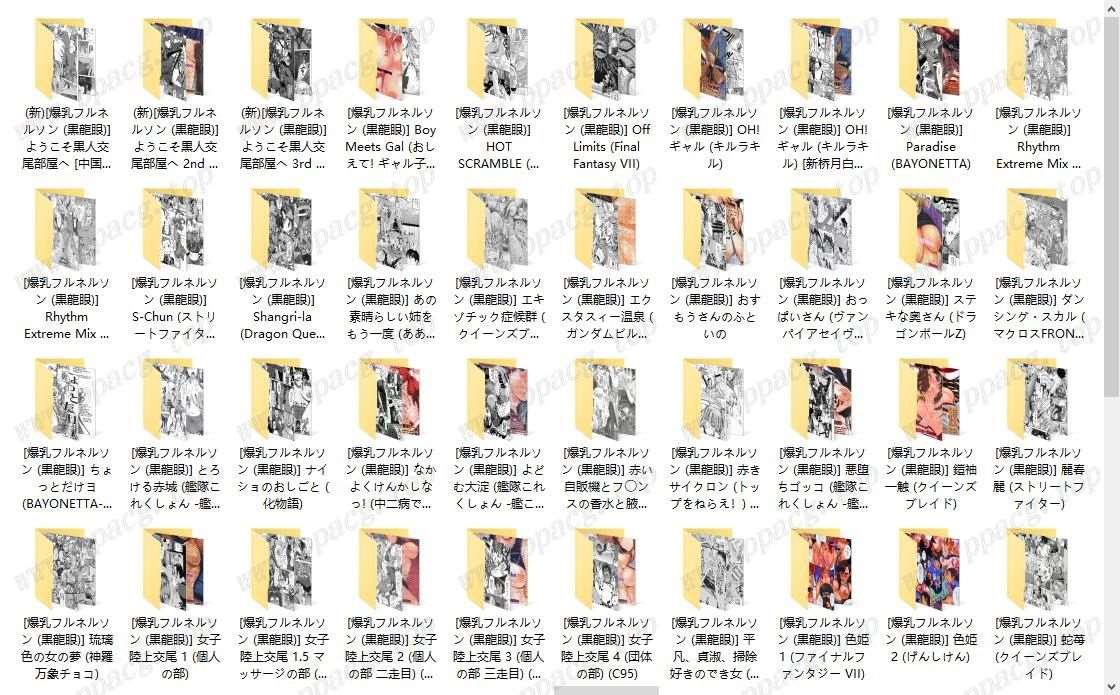 (新)[爆乳フルネ
ルソン (黒龍眼)]
ようこそ黒人交
尾部屋へ [中国...
(新)[爆乳フルネ
ルソン (黒龍眼)]
ようこそ黒人交
尾部屋へ 2nd ...
(新)[爆乳フルネ
ルソン (黒龍眼)]
ようこそ黒人交
尾部屋へ 3rd ...
[爆乳フルネルソ
ン (黒龍眼)] Boy
Meets Gal (おし
えて! ギャル子...
[爆乳フルネルソ
ン (黒龍眼)]
HOT
SCRAMBLE (...
[爆乳フルネルソ
ン (黒龍眼)] Off
Limits (Final
Fantasy VII)
[爆乳フルネルソ
ン (黒龍眼)] OH!
ギャル (キルラキ
ル)
[爆乳フルネルソ
ン (黒龍眼)] OH!
ギャル (キルラキ
ル) [新桥月白...
[爆乳フルネルソ
ン (黒龍眼)]
Paradise
(BAYONETTA)
[爆乳フルネルソ
ン (黒龍眼)]
Rhythm
Extreme Mix ...
[爆乳フルネルソ
ン (黒龍眼)]
Rhythm
Extreme Mix ...
[爆乳フルネルソ
ン (黒龍眼)]
S-Chun (ストリ
ートファイタ...
[爆乳フルネルソ
ン (黒龍眼)]
Shangri-la
(Dragon Que...
[爆乳フルネルソ
ン (黒龍眼)] あの
素晴らしい姉を
もう一度 (ああ...
[爆乳フルネルソ
ン (黒龍眼)] エキ
ゾチック症候群 (
クイーンズブ...
[爆乳フルネルソ
ン (黒龍眼)] エク
スタスィー温泉 (
ガンダムビル...
[爆乳フルネルソ
ン (黒龍眼)] おす
もうさんのふと
いの
[爆乳フルネルソ
ン (黒龍眼)] おっ
ぱいさん (ヴァン
パイアセイヴ...
[爆乳フルネルソ
ン (黒龍眼)] ステ
キな奥さん (ドラ
ゴンボールZ)
[爆乳フルネルソ
ン (黒龍眼)] ダン
シング・スカル (
マクロスFRON...
[爆乳フルネルソ
ン (黒龍眼)] ちょ
っとだけヨ
(BAYONETTA-...
[爆乳フルネルソ
ン (黒龍眼)] とろ
ける赤城 (艦隊こ
れくしょん -艦...
[爆乳フルネルソ
ン (黒龍眼)] ナイ
ショのおしごと (
化物語)
[爆乳フルネルソ
ン (黒龍眼)] なか
よくけんかしな
っ! (中二病で...
[爆乳フルネルソ
ン (黒龍眼)] よど
む大淀 (艦隊これ
くしょん -艦こ...
[爆乳フルネルソ
ン (黒龍眼)] 赤い
自販機とフ〇ン
スの香水と腋...
[爆乳フルネルソ
ン (黒龍眼)] 赤き
サイクロン (トッ
プをねらえ! ) ...
[爆乳フルネルソ
ン (黒龍眼)] 悪堕
ちゴッコ (艦隊こ
れくしょん -艦...
[爆乳フルネルソ
ン (黒龍眼)] 鎧袖
一触 (クイーンズ
ブレイド)
[爆乳フルネルソ
ン (黒龍眼)] 麗春
麗 (ストリートフ
ァイター)
[爆乳フルネルソ
ン (黒龍眼)] 琉璃
色の女の夢 (神羅
万象チョコ)
[爆乳フルネルソ
ン (黒龍眼)] 女子
陸上交尾 1 (個人
の部)
[爆乳フルネルソ
ン (黒龍眼)] 女子
陸上交尾 1.5 マ
ッサージの部 (...
[爆乳フルネルソ
ン (黒龍眼)] 女子
陸上交尾 2 (個人
の部 二走目) (...
[爆乳フルネルソ
ン (黒龍眼)] 女子
陸上交尾 3 (個人
の部 三走目) (...
[爆乳フルネルソ
ン (黒龍眼)] 女子
陸上交尾 4 (団体
の部) (C95)
[爆乳フルネルソ
ン (黒龍眼)] 平
凡、貞淑、掃除
好きのでき女 (...
[爆乳フルネルソ
ン (黒龍眼)] 色姫
1 (ファイナルフ
ァンタジー VII)
[爆乳フルネルソ
ン (黒龍眼)] 色姫
2 (げんしけん)
[爆乳フルネルソ
ン (黒龍眼)] 蛇苺
(クイーンズブレ
イド)